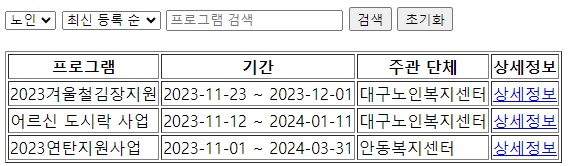 노인 최신 등록 순 프로그램 검색 검색 초기화
프로그램 기간 주관 단체 상세정보
2023겨울철김장지원 2023-11-23 ~ 2023-12-01 대구노인복지센터 상세정보
어르신 도시락 사업 2023-11-12 ~ 2024-01-11 대구노인복지센터 상세정보
2023연탄지원사업 2023-11-01 ~ 2024-03-31 안동복지센터 상세정보